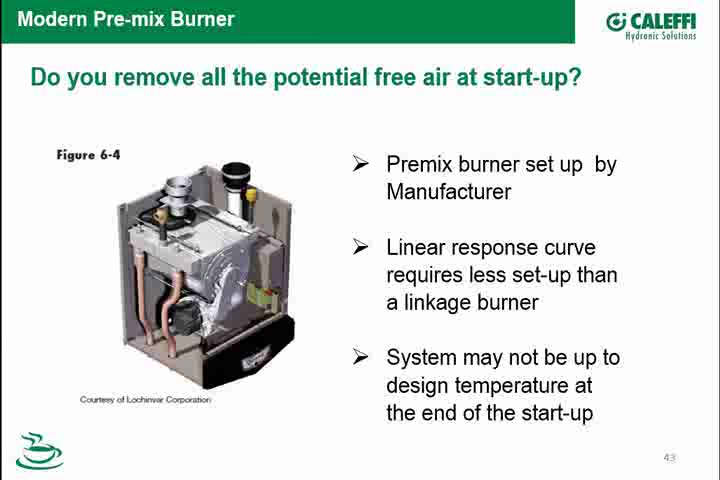 Modern Pre-mix Burner
CALEFFI
Hydronic Solutions
Do you remove all the potential free air at start-up?
Figure 6-4
➢ Premix burner set up by
Manufacturer
➢ Linear response curve
requires less set-up than
a linkage burner
➢ System may not be up to
design temperature at
the end of the start-up
Courtesy of Lochinvar Corporation
43